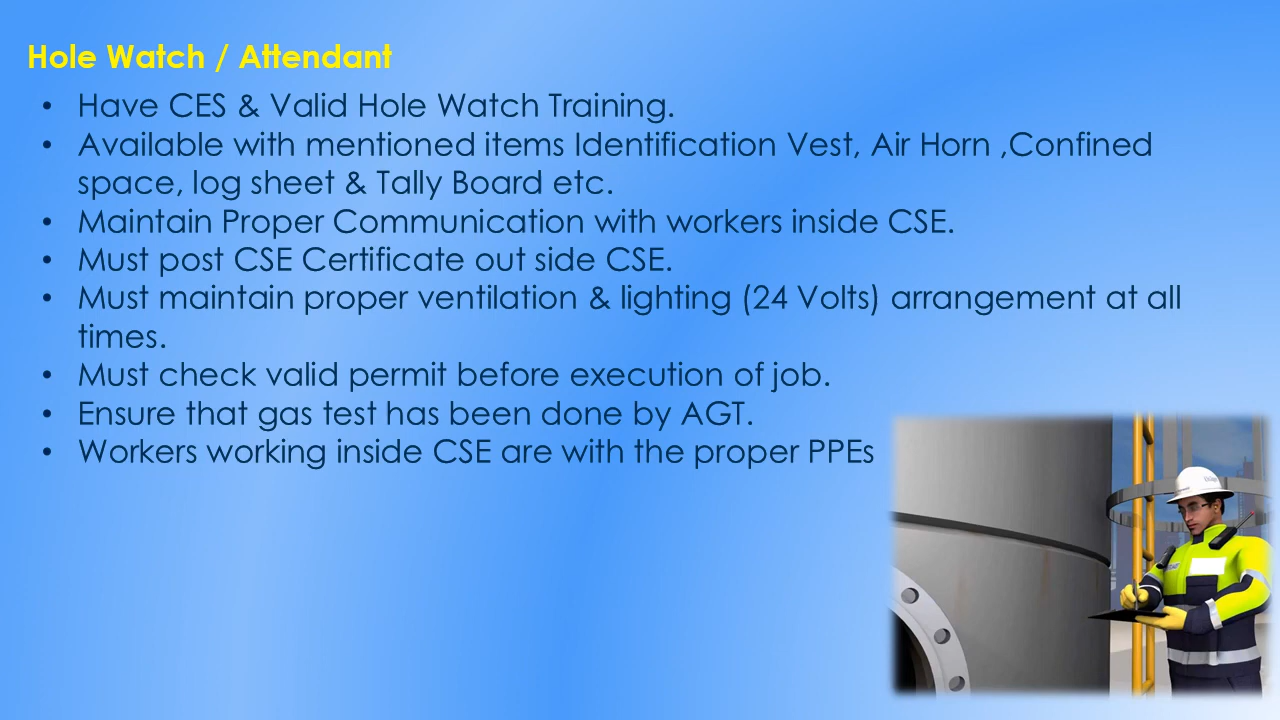 Hole Watch / Attendant
• Have CES & Valid Hole Watch Training.
• Available with mentioned items Identification Vest, Air Horn ,Confined
space, log sheet & Tally Board etc.
• Maintain Proper Communication with workers inside CSE.
• Must post CSE Certificate out side CSE.
• Must maintain proper ventilation & lighting (24 Volts) arrangement at all
times.
• Must check valid permit before execution of job.
• Ensure that gas test has been done by AGT.
• Workers working inside CSE are with the proper PPEs